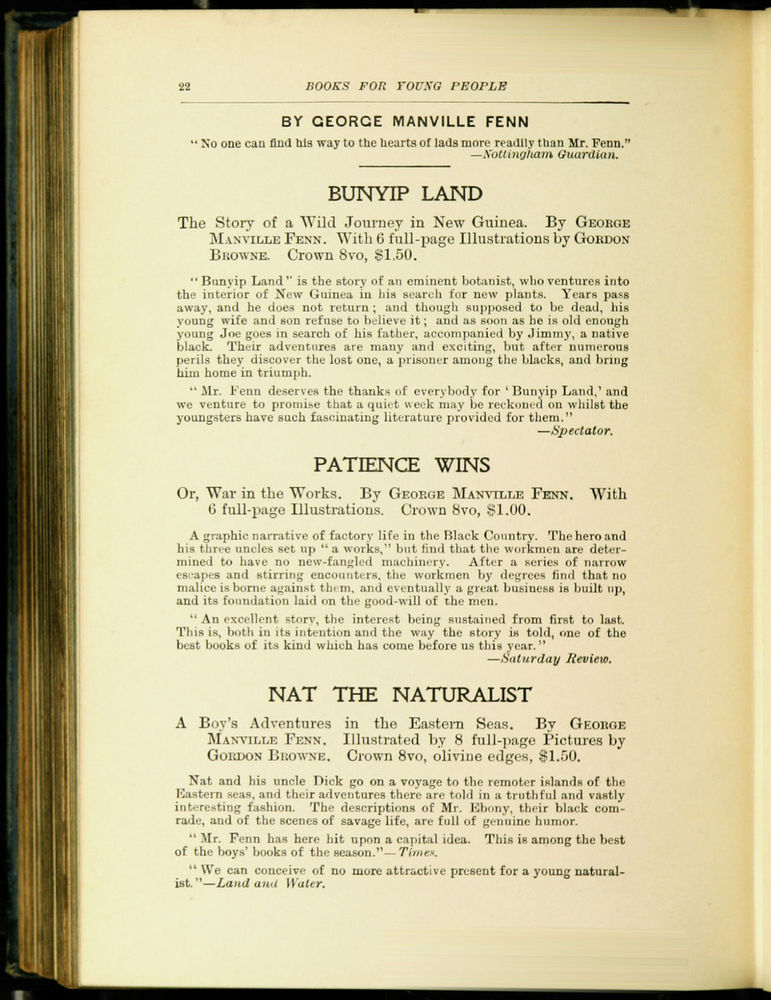 22 BOOKS FOR YOUNG PEOPLE
BY GEORGE MANVILLE FENN
"No one can find his way to the hearts of lads more readily than Mr. Fenn."
—Nottingham Guardian.
BUNYIP LAND
The Story of a Wild Journey in New Guinea. By George
Manville Fenn. With 6 full-page Illustrations by Gordon
Browne. Crown 8vo, $1.50.
"Bunyip Land" is the story of an eminent botanist, who ventures into
the interior of New Guinea in his search for new plants. Years pass
away, and he does not return; and though supposed to be dead, his
young wife and son refuse to believe it; and as soon as he is old enough
young Joe goes in search of his father, accompanied by Jimmy, a native
black. Their adventures are many and exciting, but after numerous
perils they discover the lost one, a prisoner among the blacks, and bring
him home in triumph.
"Mr. Fenn deserves the thanks of everybody for 'Bunyip Land,' and
we venture to promise that a quiet week may be reckoned on whilst the
youngsters have such fascinating literature provided for them."
—Spectator.
PATIENCE WINS
Or, War in the Works. By George Manville Fenn. With
6 full-page Illustrations. Crown 8vo, $1.00.
A graphic narrative of factory life in the Black Country. The hero and
his three uncles set up "a works," but find that the workmen are deter-
mined to have no new-fangled machinery. After a series of narrow
escapes and stirring encounters, the workmen by degrees find that no
malice is borne against them, and eventually a great business is built up,
and its foundation laid on the good-will of the men.
"An excellent story, the interest being sustained from first to last.
This is, both in its intention and the way the story is told, one of the
best books of its kind which has come before us this year."
—Saturday Review.
NAT THE NATURALIST
A Boy's Adventures in the Eastern Seas. By George
Manville Fenn. Illustrated by 8 full-page Pictures by
Gordon Browne. Crown 8vo, olivine edges, $1.50.
Nat and his uncle Dick go on a voyage to the remoter islands of the
Eastern seas, and their adventures there are told in a truthful and vastly
interesting fashion. The descriptions of Mr. Ebony, their black com-
rade, and of the scenes of savage life, are full of genuine humor.
"Mr. Fenn has here hit upon a capital idea. This is among the best
of the boys' books of the season."—Times.
"We can conceive of no more attractive present for a young natural-
ist."—Land and Water.